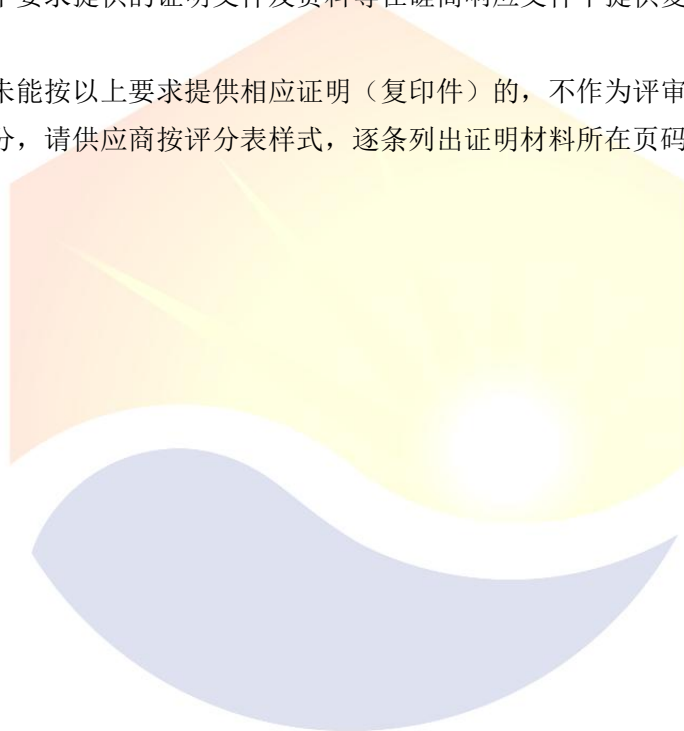 要求提供的证明文件及资料等在磋商响应文件中提供复
未能按以上要求提供相应证明（复印件）的，不作为评审
分，请供应商按评分表样式，逐条列出证明材料所在页码